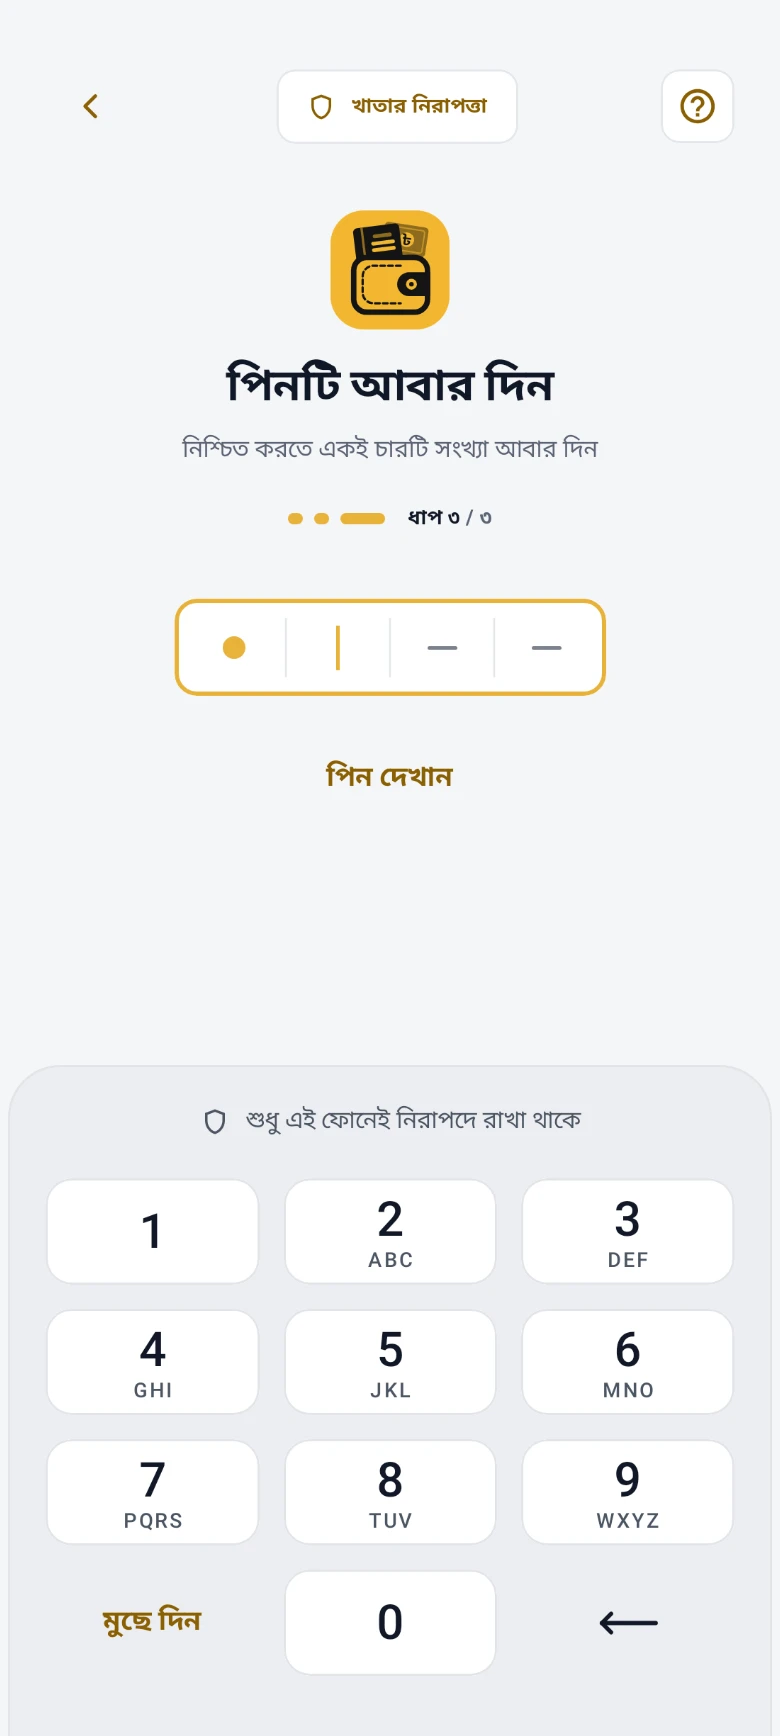 খাতার নিরাপত্তা
পিনটি আবার দিন
নিশ্চিত করতে একই চারটি সংখ্যা আবার দিন
ধাপ ৩ / ৩
পিন দেখান
শুধু এই ফোনেই নিরাপদে রাখা থাকে
1 2 3
ABC DEF
4 5 6
GHI JKL MNO
7 8 9
PQRS TUV WXYZ
মুছে দিন 0